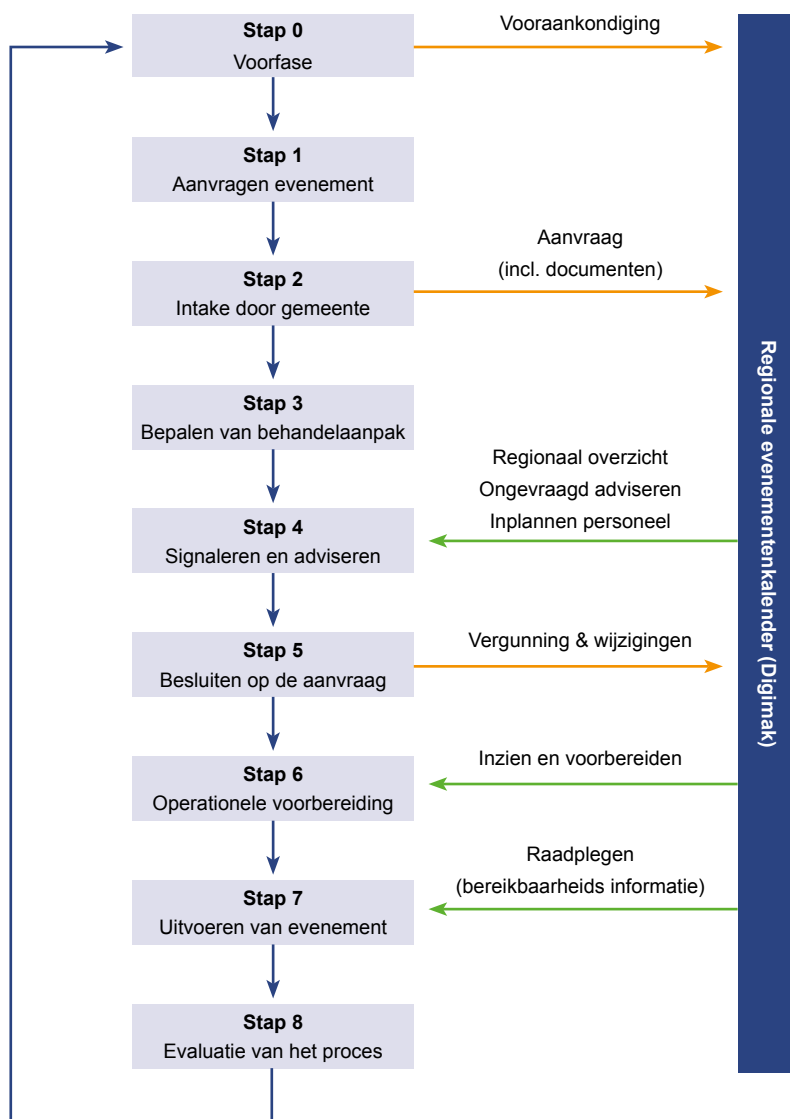 Stap 0
Voorfase
Vooraankondiging
Stap 1
Aanvragen evenement
Stap 2
Intake door gemeente
Aanvraag
(incl. documenten)
Stap 3
Bepalen van behandelaanpak
Stap 4
Signaleren en adviseren
Regionaal overzicht
Ongevraagd adviseren
Inplannen personeel
Stap 5
Besluiten op de aanvraag
Vergunning & wijzigingen
Stap 6
Operationele voorbereiding
Inzien en voorbereiden
Stap 7
Uitvoeren van evenement
Raadplegen
(bereikbaarheids informatie)
Stap 8
Evaluatie van het proces
Regionale evenementenkalender (Digimak)